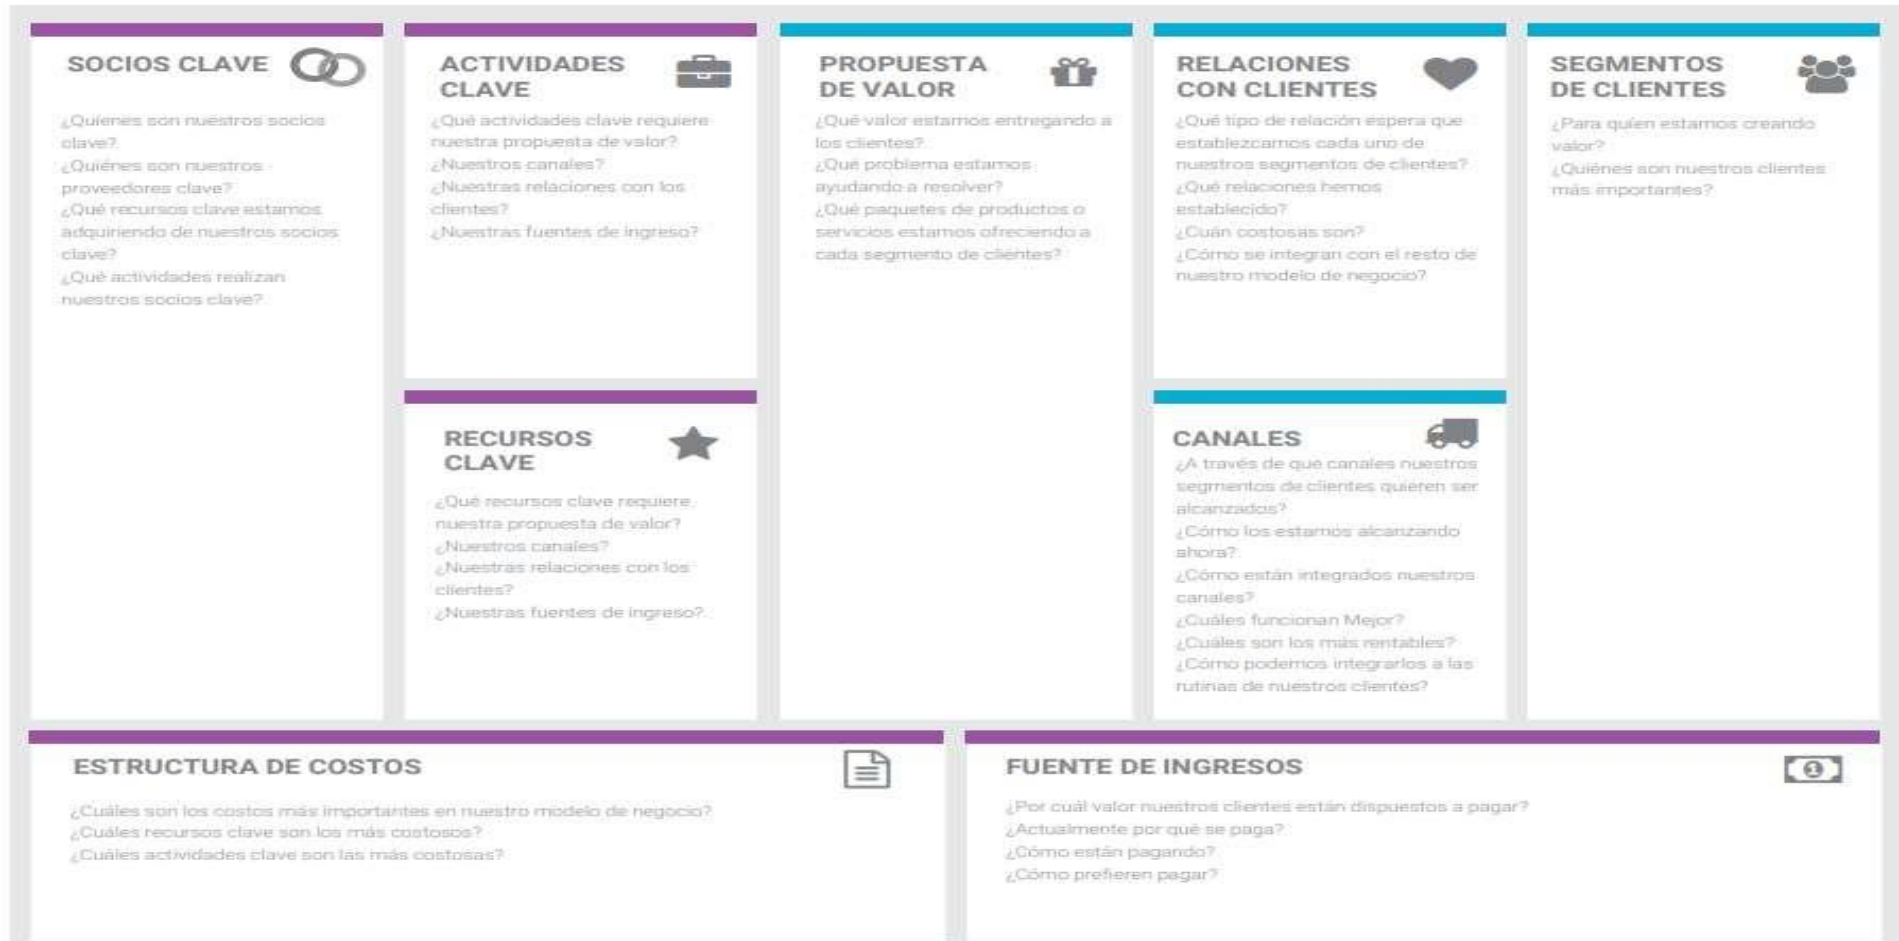 SOCIOS CLAVE
¿Quiénes son nuestros socios
clave?
¿Quiénes son nuestros
proveedores clave?
¿Qué recursos clave estamos
adquiriendo de nuestros socios
clave?
¿Qué actividades realizan
nuestros socios clave?
ACTIVIDADES
CLAVE
¿Qué actividades clave requiere
nuestra propuesta de valor?
¿Nuestros canales?
¿Nuestras relaciones con los
clientes?
¿Nuestras fuentes de ingreso?
RECURSOS
CLAVE
¿Qué recursos clave requiere
nuestra propuesta de valor?
¿Nuestros canales?
¿Nuestras relaciones con los
clientes?
¿Nuestras fuentes de ingreso?
PROPUESTA
DE VALOR
¿Qué valor estamos entregando a
los clientes?
¿Qué problema estamos
ayudando a resolver?
¿Qué paquetes de productos o
servicios estamos ofreciendo a
cada segmento de clientes?
RELACIONES
CON CLIENTES
¿Qué tipo de relación espera que
establezcamos cada uno de
nuestros segmentos de clientes?
¿Qué relaciones hemos
establecido?
¿Cuán costosas son?
¿Cómo se integran con el resto de
nuestro modelo de negocio?
CANALES
¿A través de que canales nuestros
segmentos de clientes quieren ser
alcanzados?
¿Cómo los estamos alcanzando
ahora?
¿Cómo están integrados nuestros
canales?
¿Cuáles funcionan Mejor?
¿Cuáles son los más rentables?
¿Cómo podemos integrarlos a las
rutinas de nuestros clientes?
SEGMENTOS
DE CLIENTES
¿Para quién estamos creando
valor?
¿Quiénes son nuestros clientes
más importantes?
ESTRUCTURA DE COSTOS
¿Cuáles son los costos más importantes en nuestro modelo de negocio?
¿Cuáles recursos clave son los más costosos?
¿Cuáles actividades clave son las más costosas?
FUENTE DE INGRESOS
¿Por cuál valor nuestros clientes están dispuestos a pagar?
¿Actualmente por qué se paga?
¿Cómo están pagando?
¿Cómo prefieren pagar?